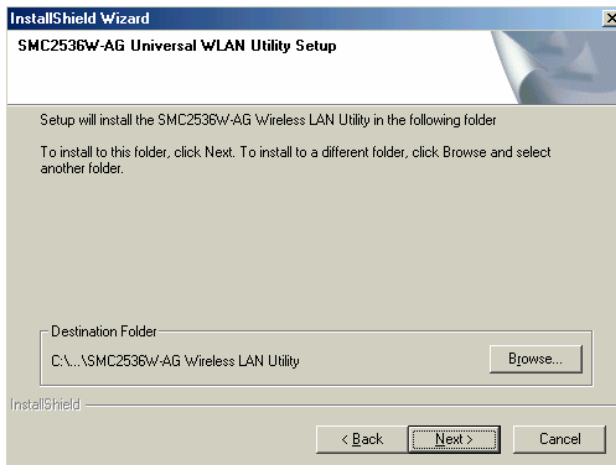 InstallShield Wizard
SMC2536W-AG Universal WLAN Utility Setup
Setup will install the SMC2536W-AG Wireless LAN Utility in the following folder
To install to this folder, click Next. To install to a different folder, click Browse and select
another folder.
Destination Folder
C:\...\SMC2536W-AG Wireless LAN Utility
Browse...
InstallShield
< Back
Next >
Cancel